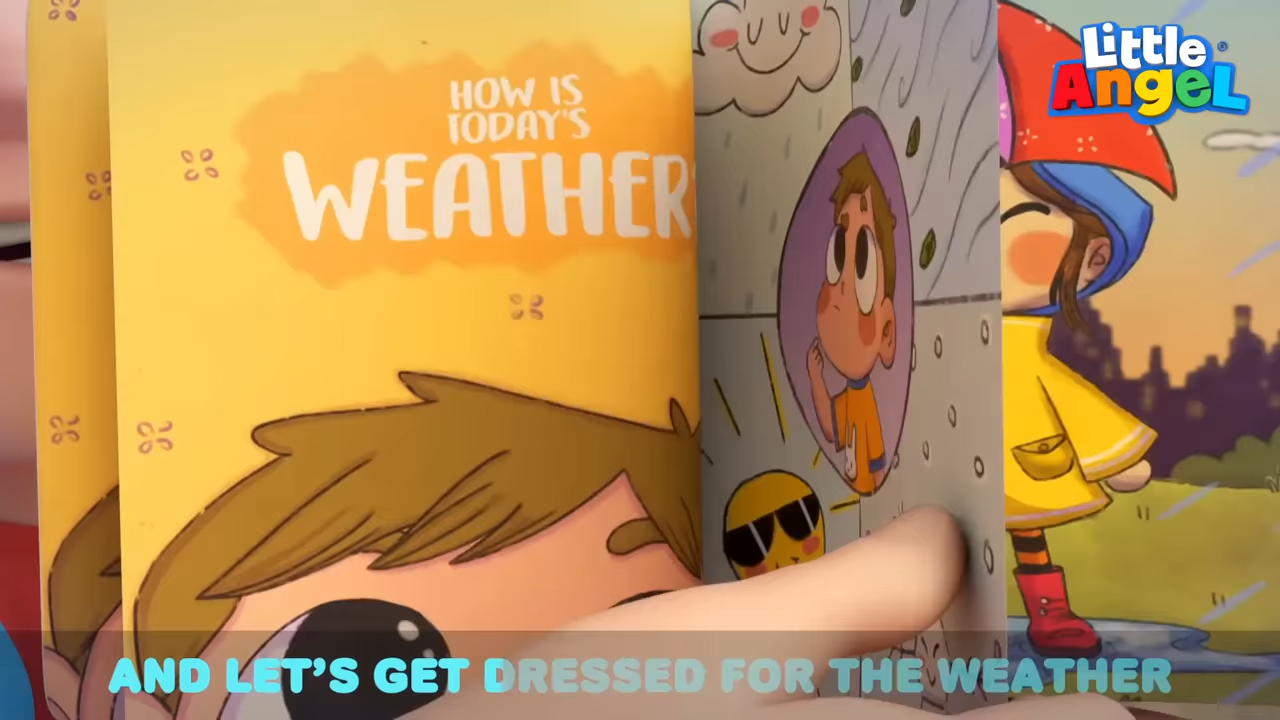 HOW IS
TODAY'S
WEATHER
Little
Angel
AND LET'S GET DRESSED FOR THE WEATHER